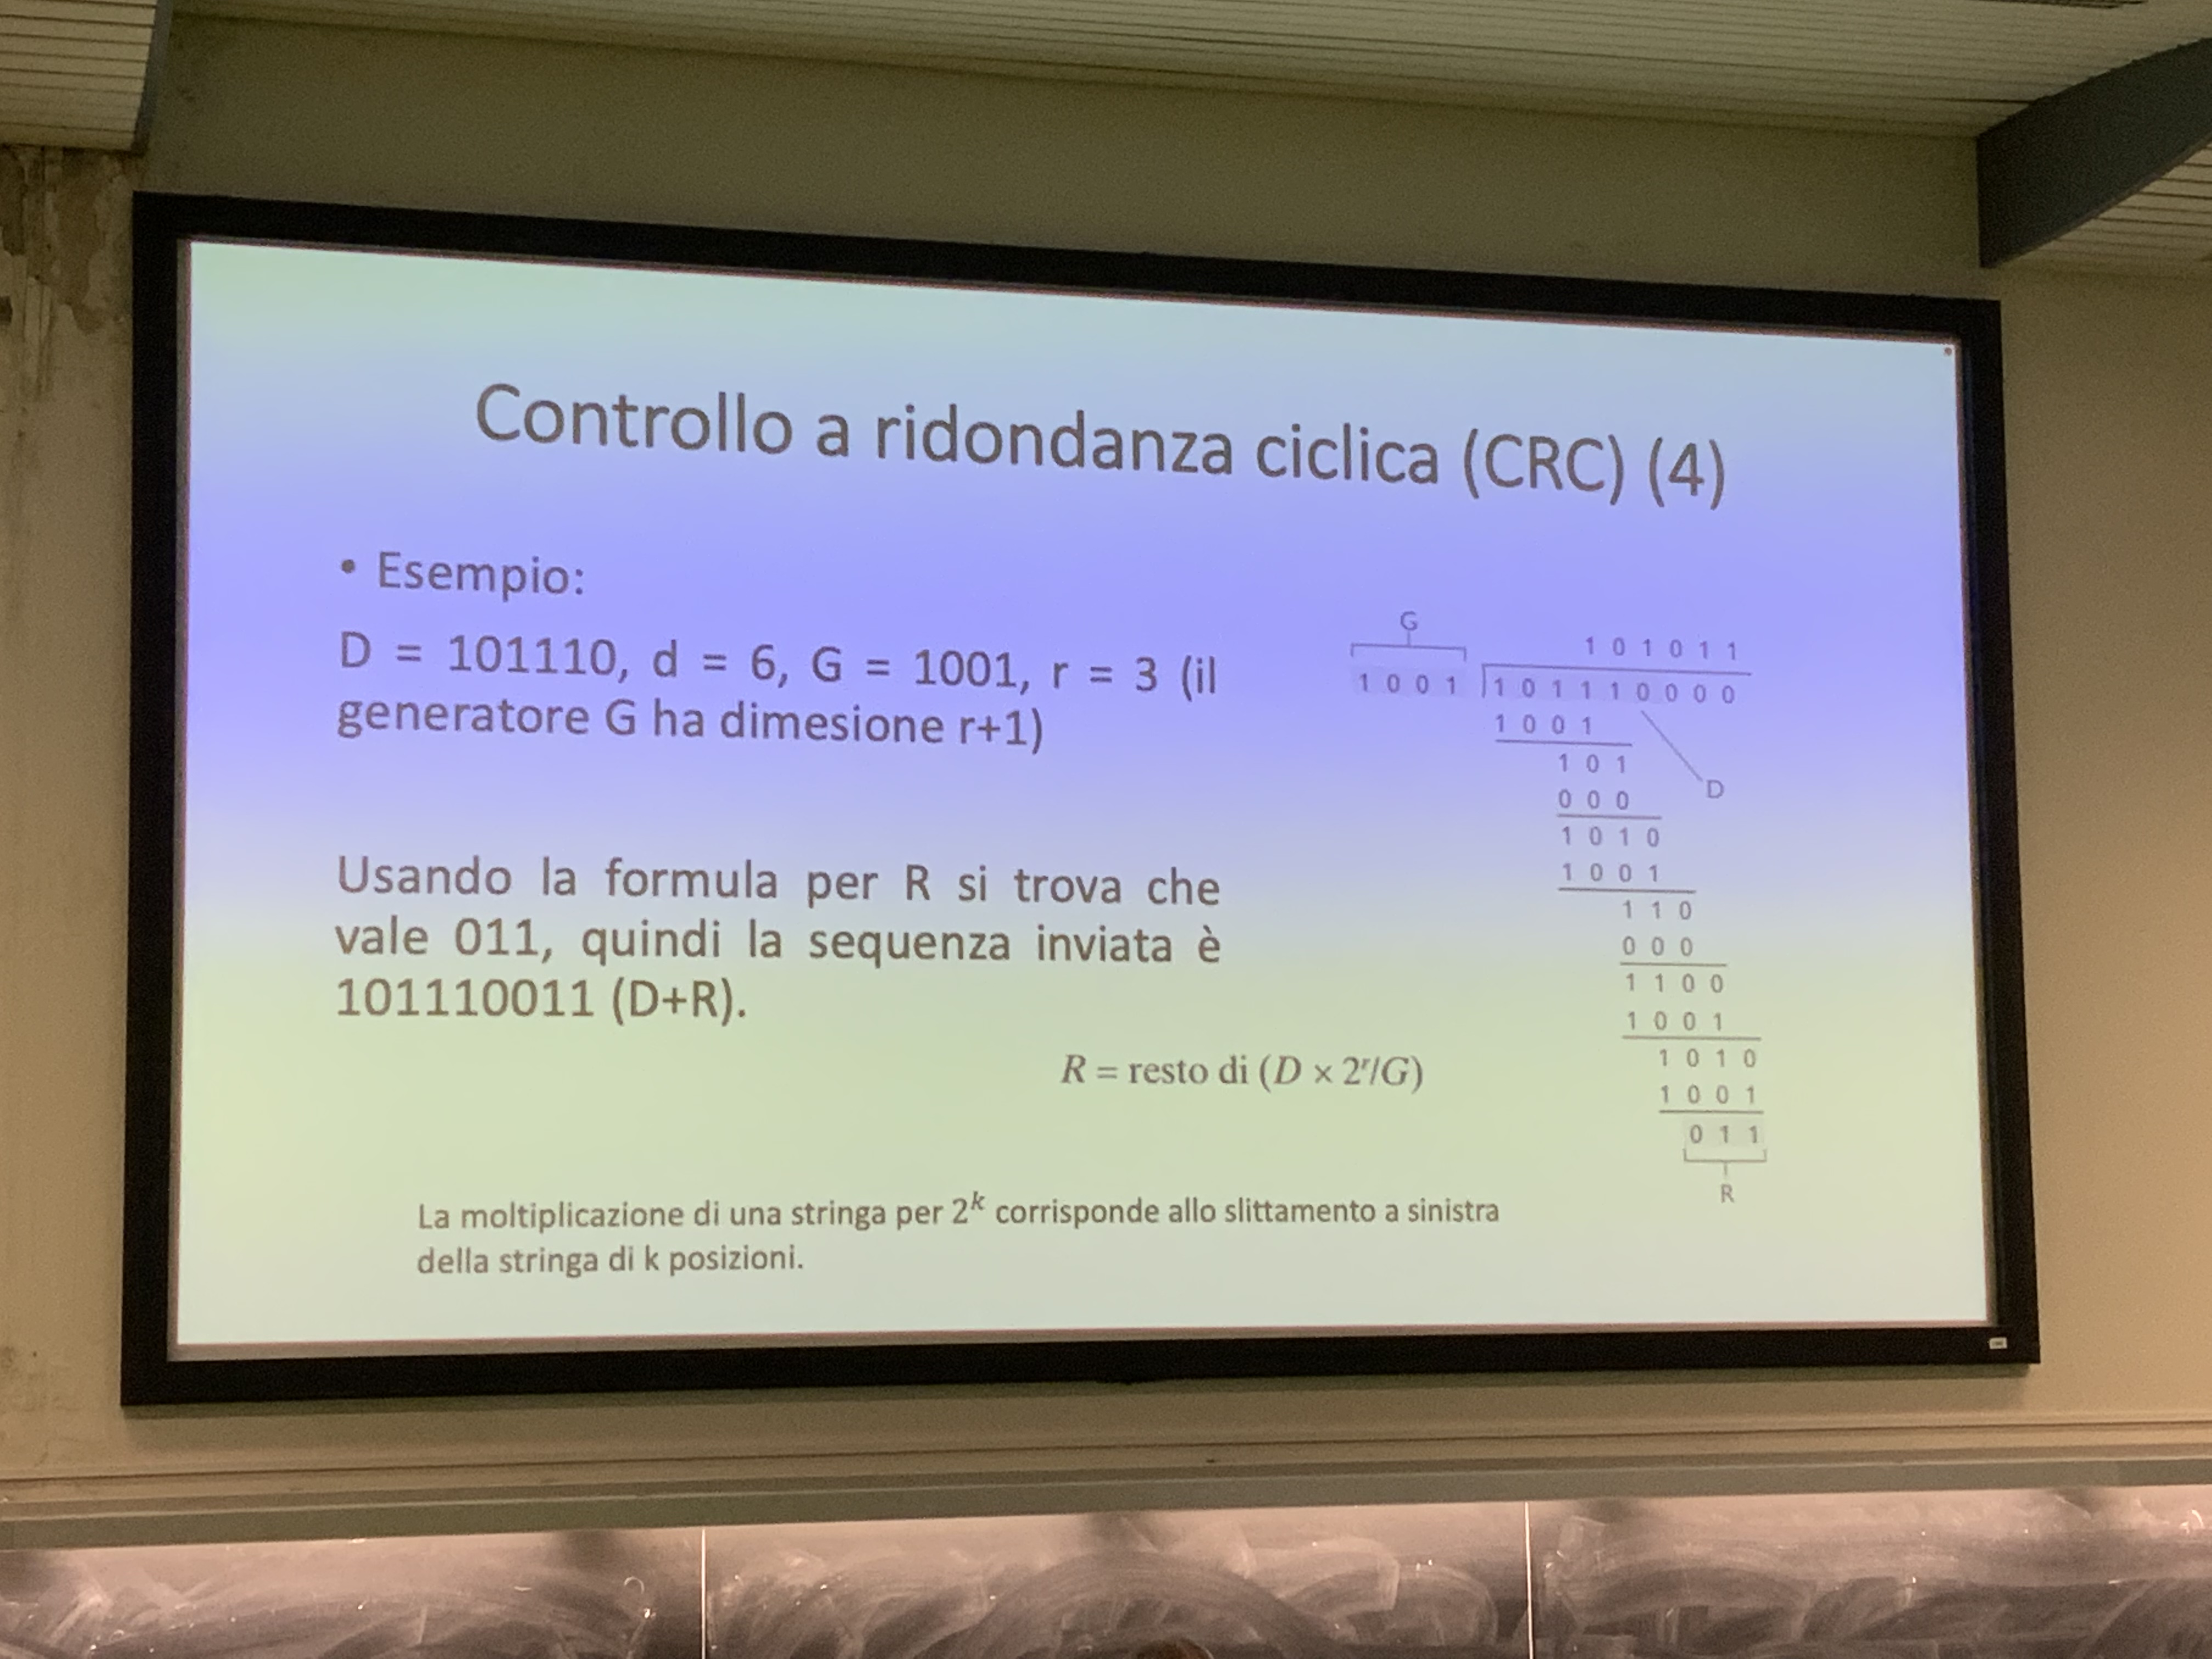 Controllo a ridondanza ciclica (CRC) (4)
• Esempio:
D = 101110, d = 6, G = 1001, r = 3 (il
generatore G ha dimesione r+1)
Usando la formula per R si trova che
vale 011, quindi la sequenza inviata è
101110011 (D+R).
R = resto di (D × 2ʳ/G)
G
1 0 1 0 1 1
1 0 0 1 1 0 1 1 1 0 0 0 0
1 0 0 1
1 0 1
D
0 0 0
1 0 1 0
1 0 0 1
1 1 0
0 0 0
1 1 0 0
1 0 0 1
1 0 1 0
1 0 0 1
0 1 1
R
La moltiplicazione di una stringa per 2ᵏ corrisponde allo slittamento a sinistra
della stringa di k posizioni.